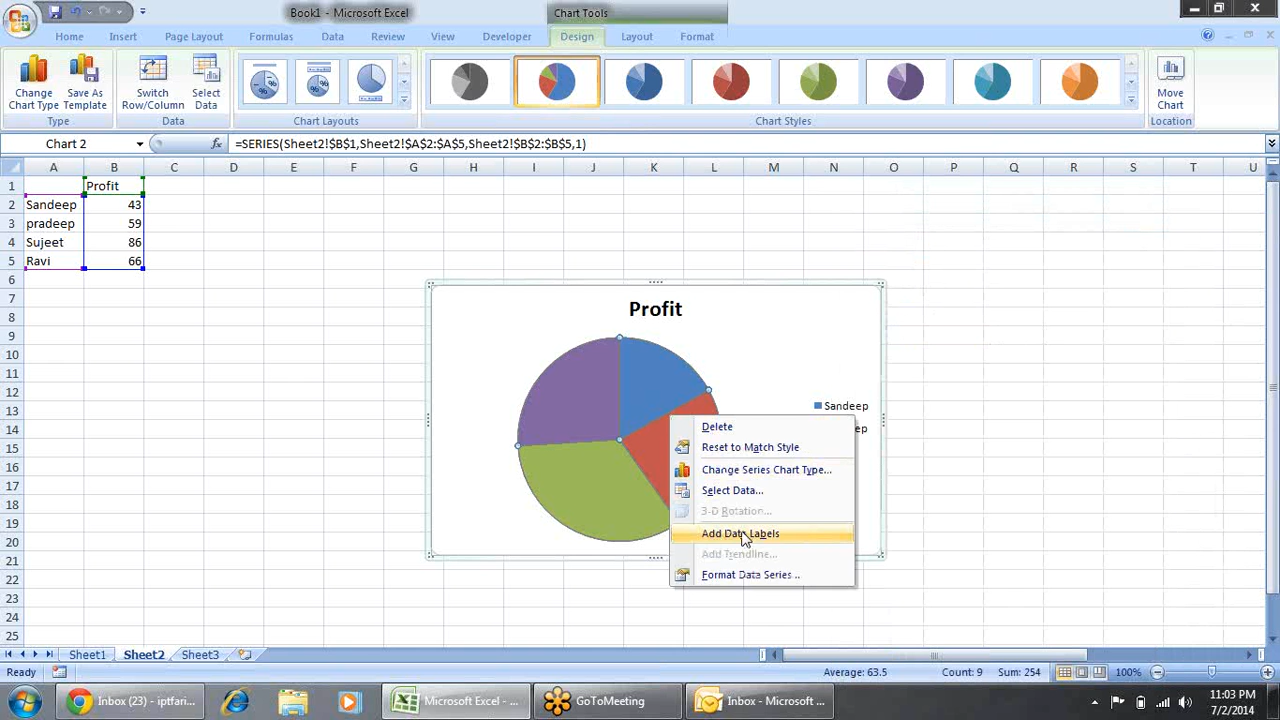 Book1 - Microsoft Excel
Chart Tools
Home Insert Page Layout Formulas Data Review View Developer Design Layout Format
Change Chart Type
Save As Template
Switch Row/Column
Select Data
Move Chart
Type Data Chart Layouts Chart Styles Location
Chart 2 fx =SERIES(Sheet2!$B$1,Sheet2!$A$2:$A$5,Sheet2!$B$2:$B$5,1)
A B C D E F G H I J K L M N O P Q R S T U
1 Profit
2 Sandeep 43
3 pradeep 59
4 Sujeet 86
5 Ravi 66
6
7
8
9
10
11
12
13
14
15
16
17
18
19
20
21
22
23
24
25
Profit
Sandeep
ep
Delete
Reset to Match Style
Change Series Chart Type...
Select Data...
3-D Rotation...
Add Data Labels
Add Trendline...
Format Data Series...
Sheet1 Sheet2 Sheet3
Ready Average: 63.5 Count: 9 Sum: 254 100%
Inbox (23) - iptfari...
Microsoft Excel - ...
GoToMeeting
Inbox - Microsoft ...
11:03 PM
7/2/2014